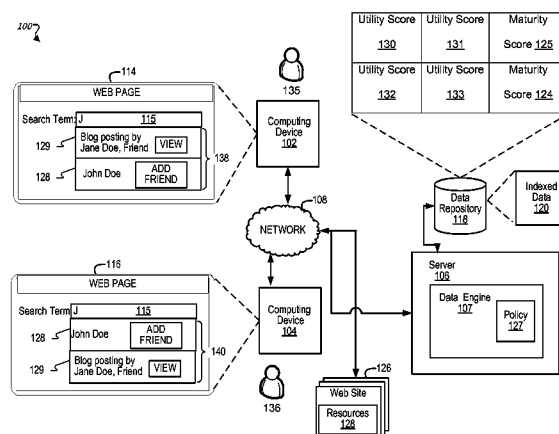 100
114
WEB PAGE
Search Term: J 115
129
Blog posting by
Jane Doe, Friend
VIEW
128
John Doe
ADD
FRIEND
138
135
Computing
Device
102
108
NETWORK
116
WEB PAGE
Search Term: J 115
128
John Doe
ADD
FRIEND
129
Blog posting by
Jane Doe, Friend
VIEW
140
Computing
Device
104
136
126
Web Site
Resources
128
Utility Score
130
Utility Score
131
Maturity
Score 125
Utility Score
132
Utility Score
133
Maturity
Score 124
Data
Repository
118
Indexed
Data
120
Server
106
Data Engine
107
Policy
127